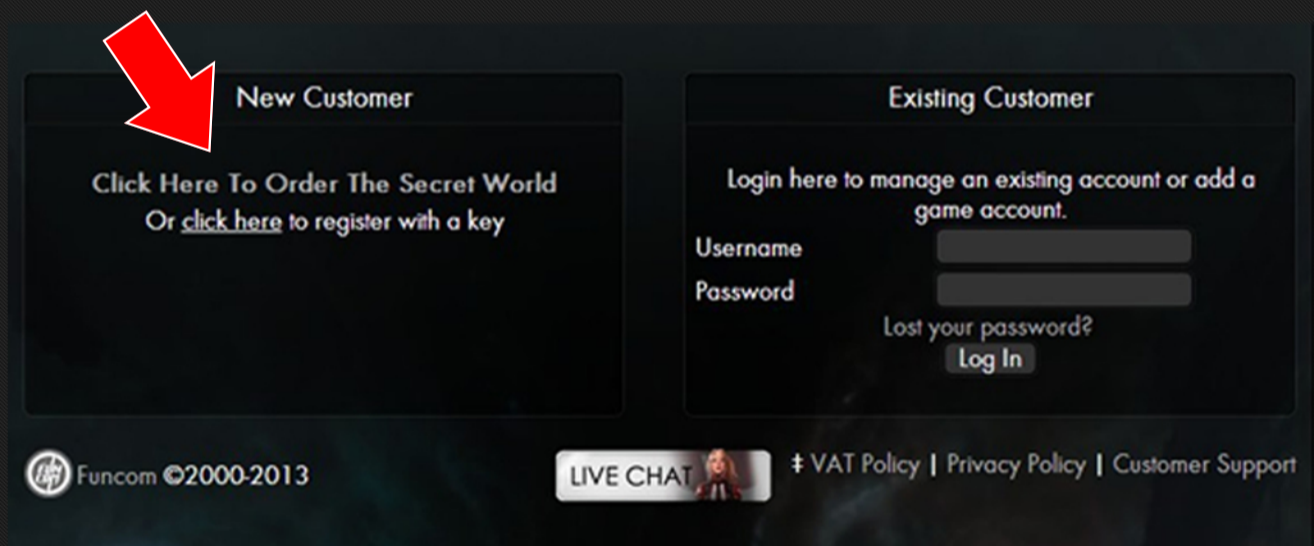 New Customer
Click Here To Order The Secret World
Or click here to register with a key
Existing Customer
Login here to manage an existing account or add a
game account.
Username
Password
Lost your password?
Log In
Funcom ©2000-2013
LIVE CHAT
‡ VAT Policy | Privacy Policy | Customer Support